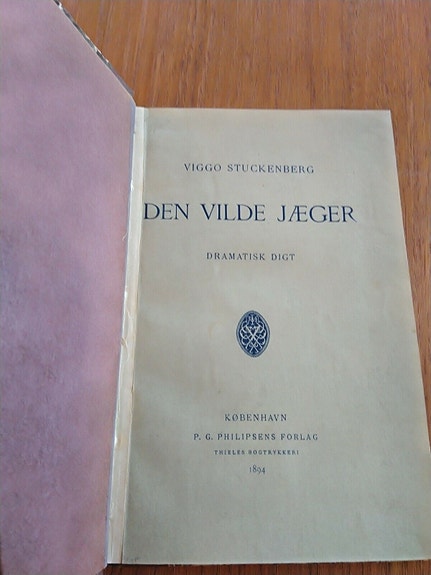 VIGGO STUCKENBERG
DEN VILDE JÆGER
DRAMATISK DIGT
KØBENHAVN
P. G. PHILIPSENS FORLAG
THIELES BOGTRYKKERI
1894